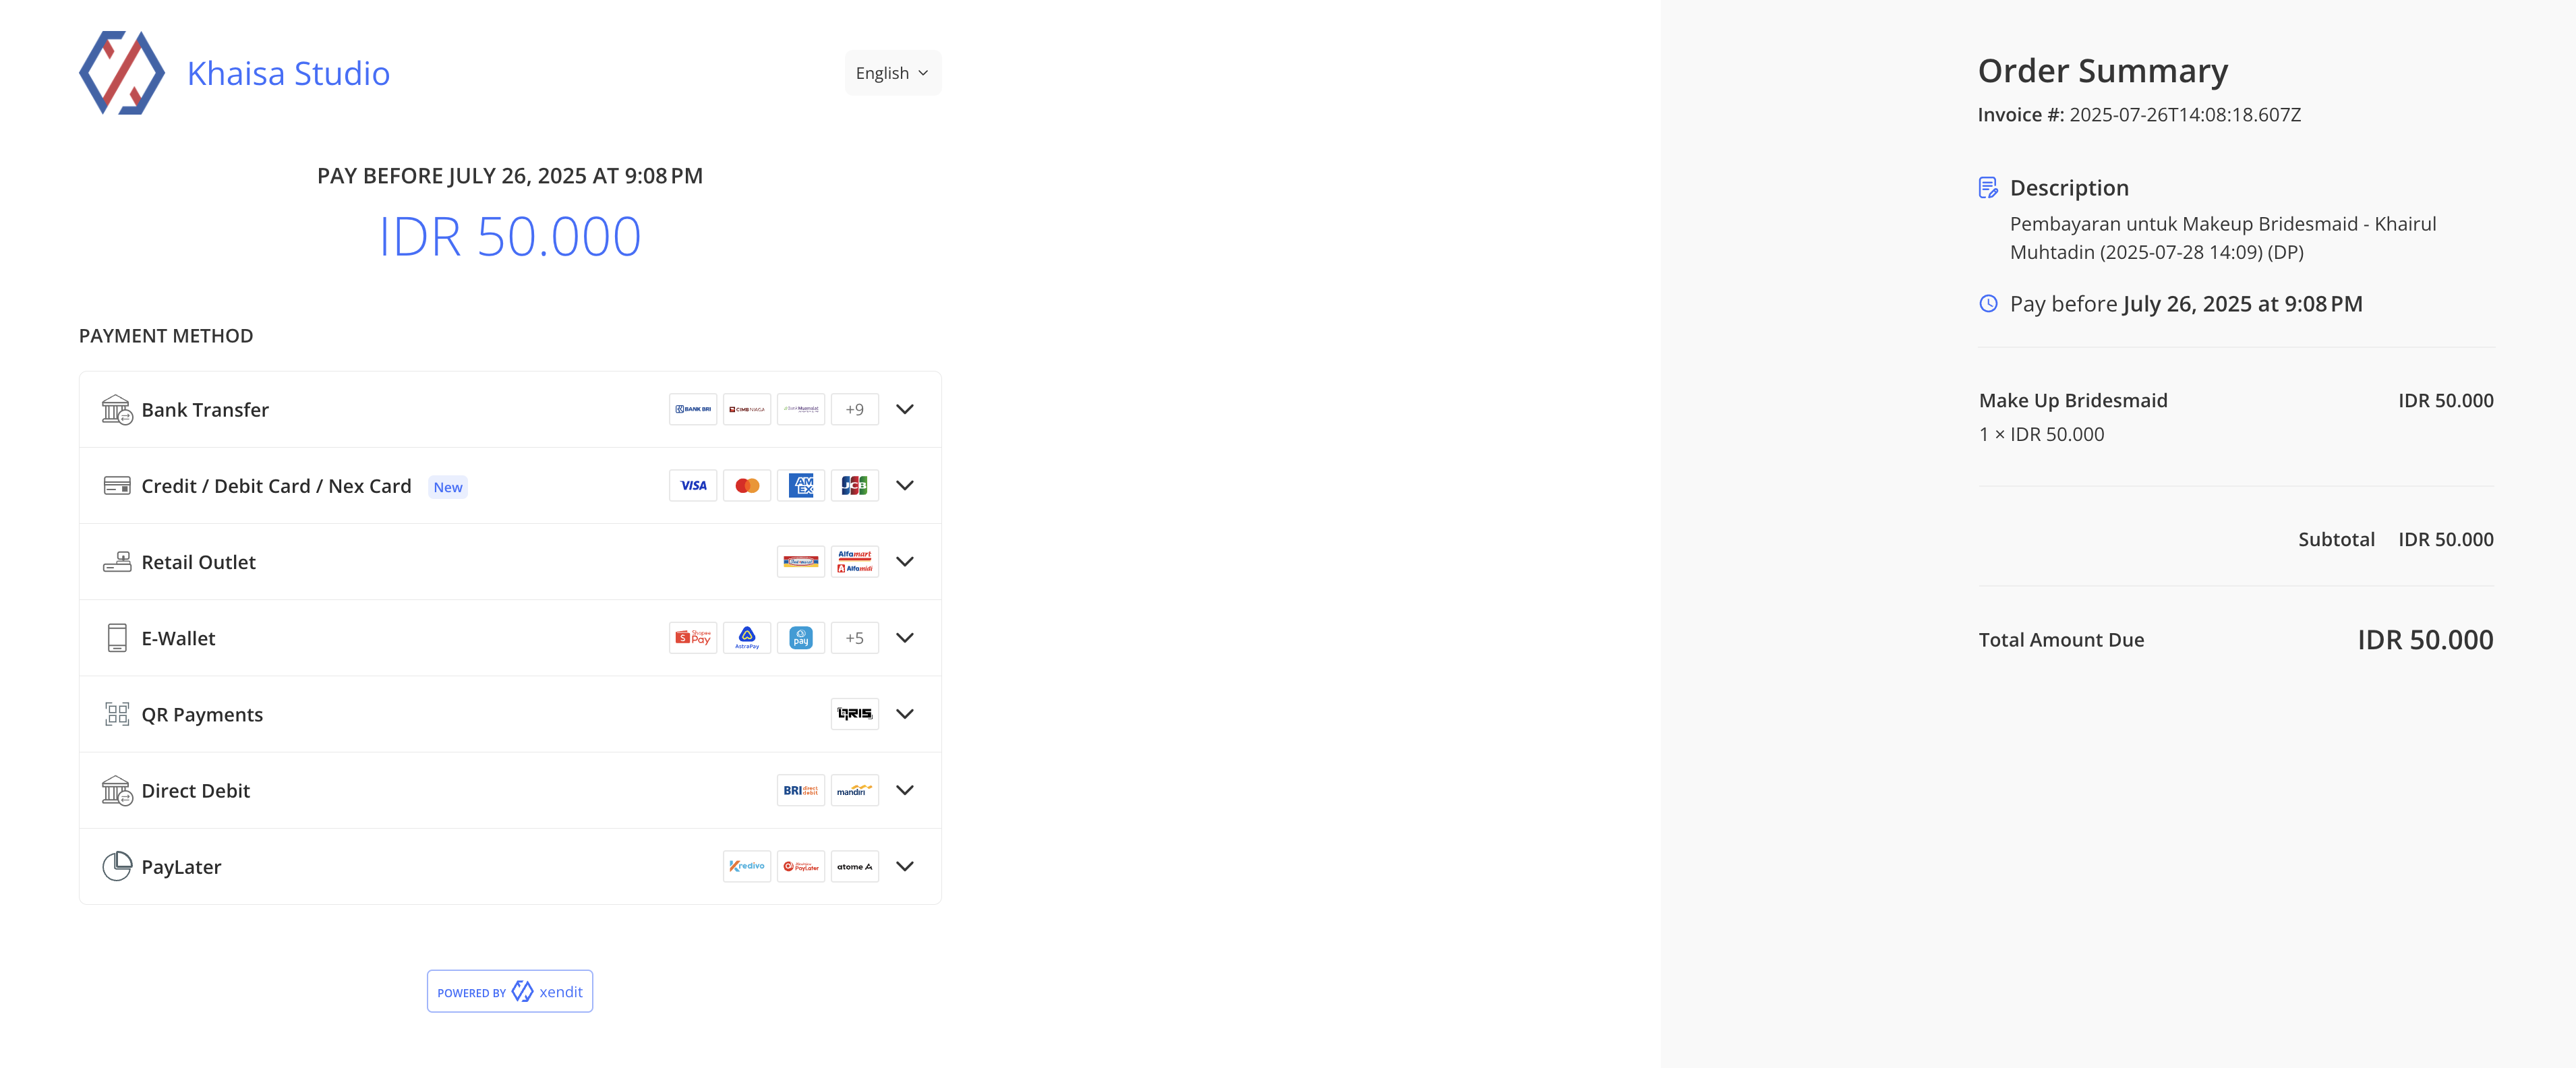 Khaisa Studio
English
PAY BEFORE JULY 26, 2025 AT 9:08 PM
IDR 50.000
PAYMENT METHOD
Bank Transfer
BANK BRI
CIMB NIAGA
Bank Muamalat
+9
Credit / Debit Card / Nex Card
New
VISA
AM
EX
JCB
Retail Outlet
Alfamart
Alfamidi
E-Wallet
Shopee
Pay
AstraPay
pay
+5
QR Payments
QRIS
Direct Debit
BRI direct debit
mandiri
PayLater
Kredivo
PayLater
atome A
POWERED BY xendit
Order Summary
Invoice #: 2025-07-26T14:08:18.607Z
Description
Pembayaran untuk Makeup Bridesmaid - Khairul
Muhtadin (2025-07-28 14:09) (DP)
Pay before July 26, 2025 at 9:08 PM
Make Up Bridesmaid IDR 50.000
1 × IDR 50.000
Subtotal IDR 50.000
Total Amount Due IDR 50.000